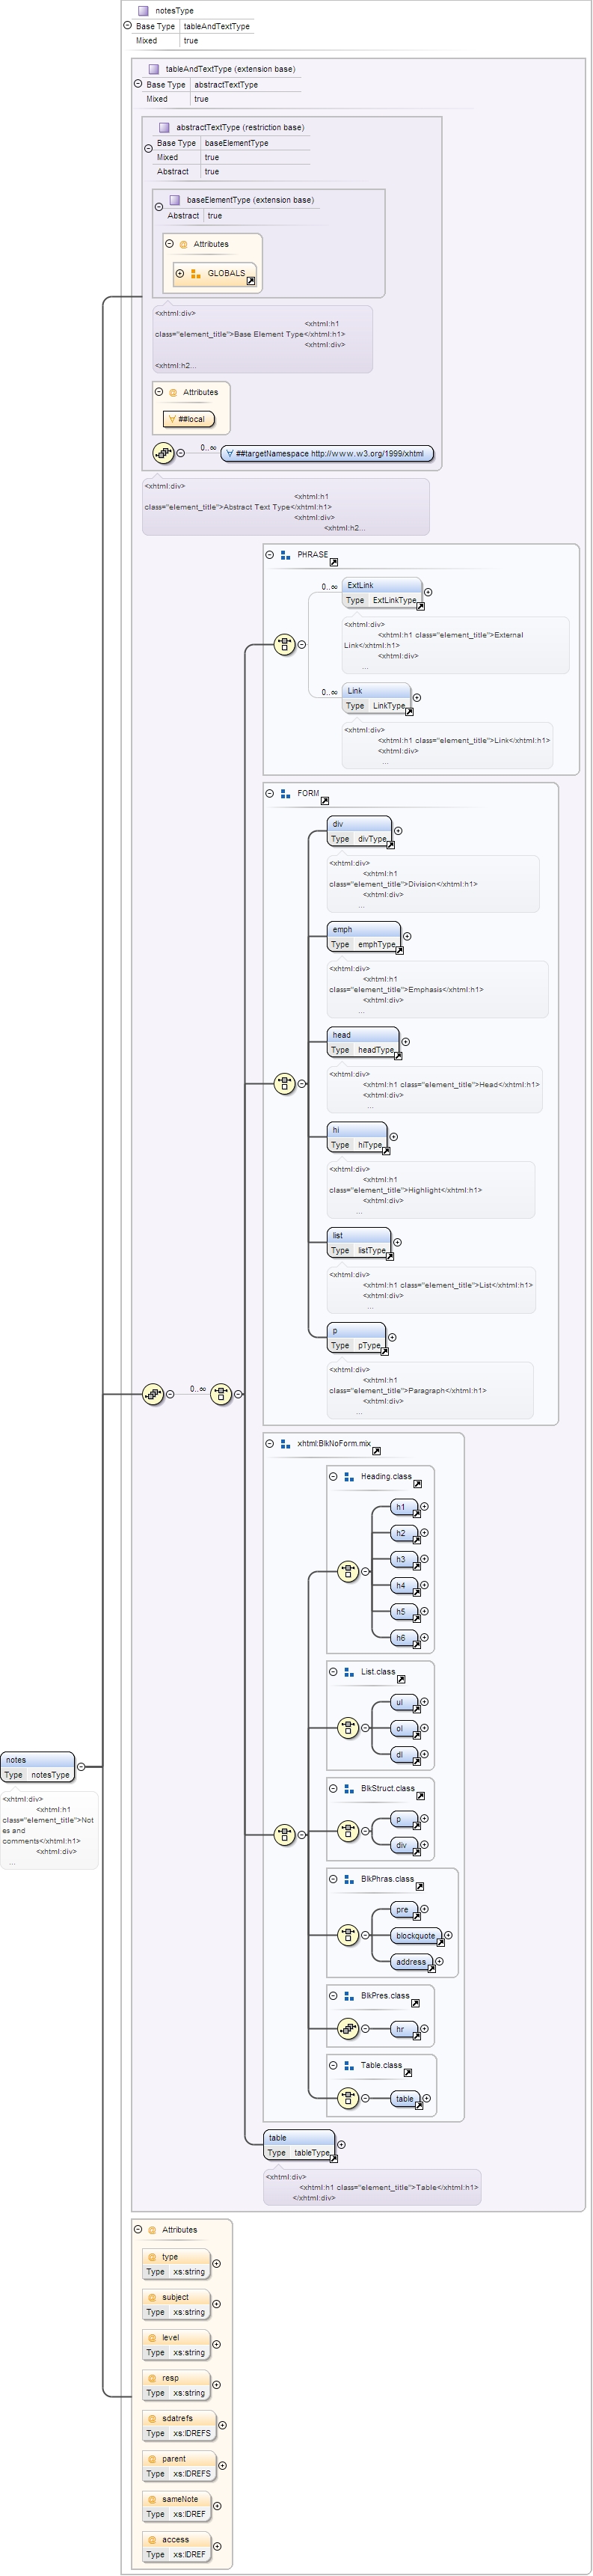 notesType
Base Type tableAndTextType
Mixed true
tableAndTextType (extension base)
Base Type abstractTextType
Mixed true
abstractTextType (restriction base)
Base Type baseElementType
Mixed true
Abstract true
baseElementType (extension base)
Abstract true
@ Attributes
GLOBALS
<xhtml:div>
<xhtml:h1
class="element_title">Base Element Type</xhtml:h1>
<xhtml:div>
<xhtml:h2...
@ Attributes
∀ ##local
0..∞
∀ ##targetNamespace http://www.w3.org/1999/xhtml
<xhtml:div>
<xhtml:h1
class="element_title">Abstract Text Type</xhtml:h1>
<xhtml:div>
<xhtml:h2...
PHRASE
0..∞
ExtLink
Type ExtLinkType
<xhtml:div>
<xhtml:h1 class="element_title">External
Link</xhtml:h1>
<xhtml:div>
...
0..∞
Link
Type LinkType
<xhtml:div>
<xhtml:h1 class="element_title">Link</xhtml:h1>
<xhtml:div>
...
FORM
div
Type divType
<xhtml:div>
<xhtml:h1
class="element_title">Division</xhtml:h1>
<xhtml:div>
...
emph
Type emphType
<xhtml:div>
<xhtml:h1
class="element_title">Emphasis</xhtml:h1>
<xhtml:div>
...
head
Type headType
<xhtml:div>
<xhtml:h1 class="element_title">Head</xhtml:h1>
<xhtml:div>
...
hi
Type hiType
<xhtml:div>
<xhtml:h1
class="element_title">Highlight</xhtml:h1>
<xhtml:div>
...
list
Type listType
<xhtml:div>
<xhtml:h1 class="element_title">List</xhtml:h1>
<xhtml:div>
...
p
Type pType
<xhtml:div>
<xhtml:h1
class="element_title">Paragraph</xhtml:h1>
<xhtml:div>
...
0..∞
xhtml:BlkNoForm.mix
Heading.class
h1
h2
h3
h4
h5
h6
List.class
ul
ol
dl
notes
Type notesType
<xhtml:div>
<xhtml:h1
class="element_title">Not
es and
comments</xhtml:h1>
<xhtml:div>
...
BlkStruct.class
p
div
BlkPhras.class
pre
blockquote
address
BlkPres.class
hr
Table.class
table
table
Type tableType
<xhtml:div>
<xhtml:h1 class="element_title">Table</xhtml:h1>
</xhtml:div>
@ Attributes
@ type
Type xs:string
@ subject
Type xs:string
@ level
Type xs:string
@ resp
Type xs:string
@ sdatrefs
Type xs:IDREFS
@ parent
Type xs:IDREFS
@ sameNote
Type xs:IDREF
@ access
Type xs:IDREF